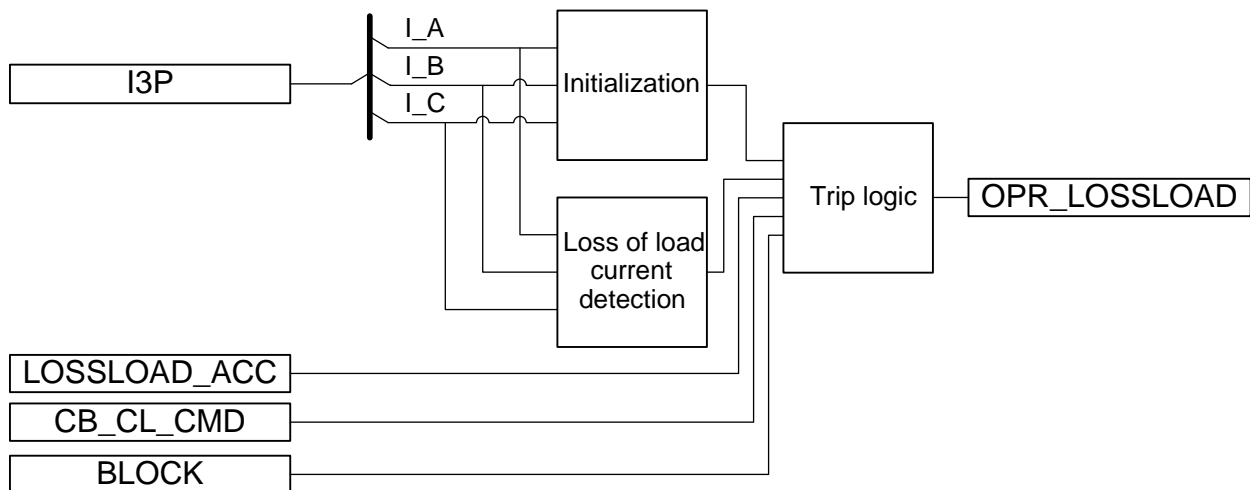 I3P
I_A
I_B
I_C
Initialization
Loss of load
current
detection
Trip logic
OPR_LOSSLOAD
LOSSLOAD_ACC
CB_CL_CMD
BLOCK